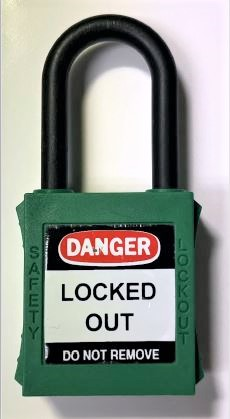 DANGER
LOCKED
OUT
DO NOT REMOVE
SAFETY
LOCKOUT